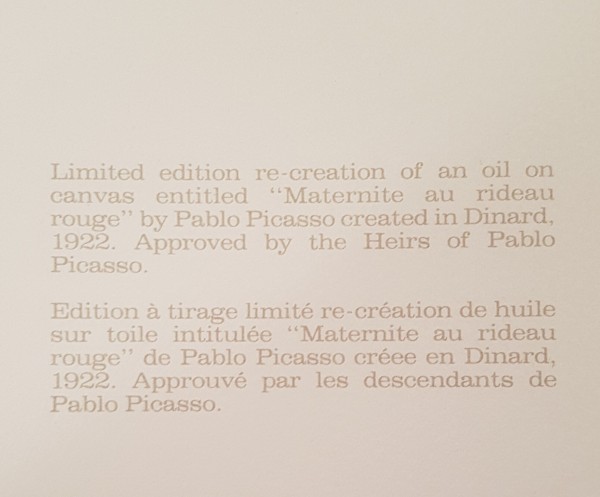 Limited edition re-creation of an oil on
canvas entitled "Maternite au rideau
rouge" by Pablo Picasso created in Dinard,
1922. Approved by the Heirs of Pablo
Picasso.
Edition à tirage limité re-création de huile
sur toile intitulée "Maternite au rideau
rouge" de Pablo Picasso créee en Dinard,
1922. Approuvé par les descendants de
Pablo Picasso.